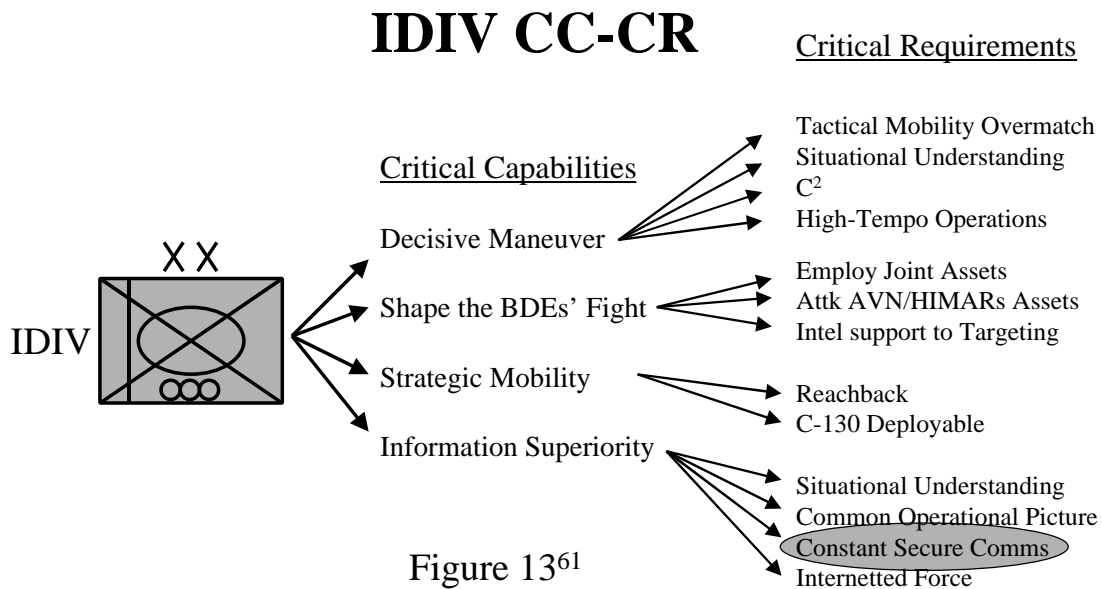 IDIV CC-CR
Critical Requirements
Critical Capabilities
IDIV
X X
Decisive Maneuver
Tactical Mobility Overmatch
Situational Understanding
C²
High-Tempo Operations
Shape the BDEs' Fight
Employ Joint Assets
Attk AVN/HIMARs Assets
Intel support to Targeting
Strategic Mobility
Reachback
C-130 Deployable
Information Superiority
Situational Understanding
Common Operational Picture
Constant Secure Comms
Internetted Force
Figure 13⁶¹